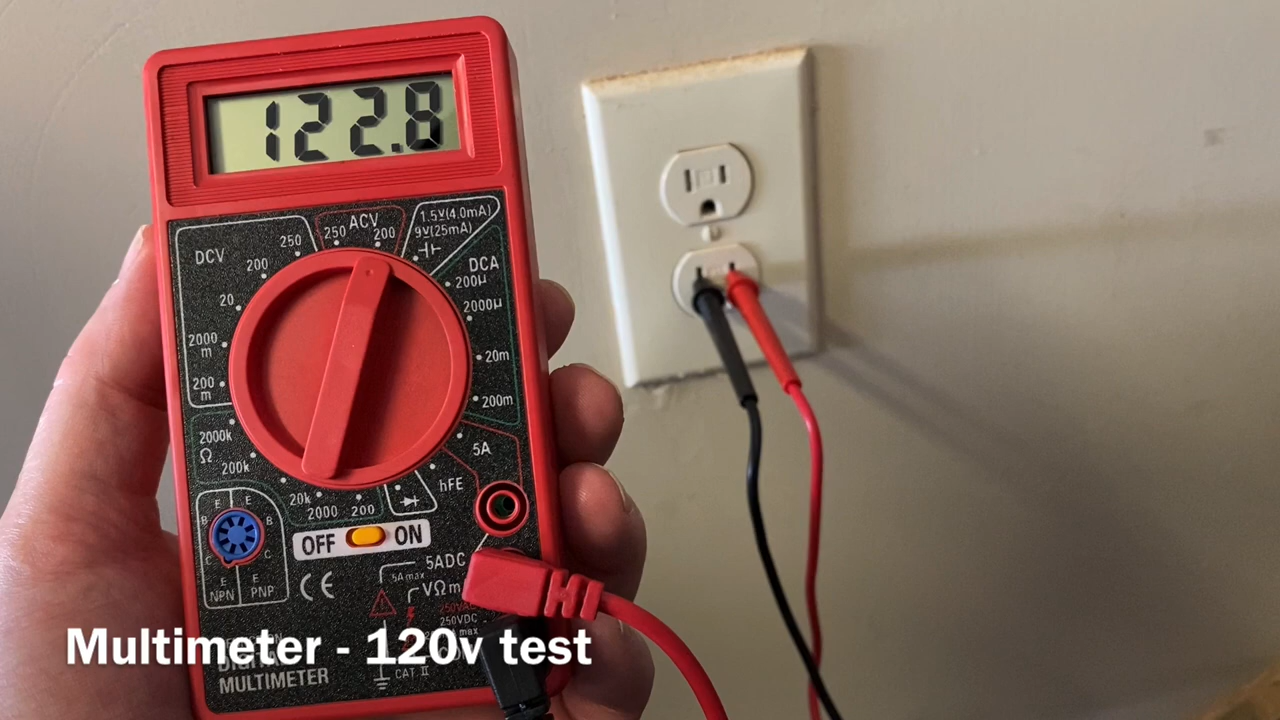 122.8
ACV
250 200
250
DCV
200
20
2000
m
200
m
2000k
Ω
200k
20k
2000
200
1.5V(4.0mA)
9V(25mA)
DCA
200µ
2000µ
20m
200m
5A
hFE
OFF ON
E E
B B
C C
E E
NPN PNP
CE
5ADC
5A max
VΩm
250VDC
max
Multimeter - 120v test
CAT II
MULTIMETER